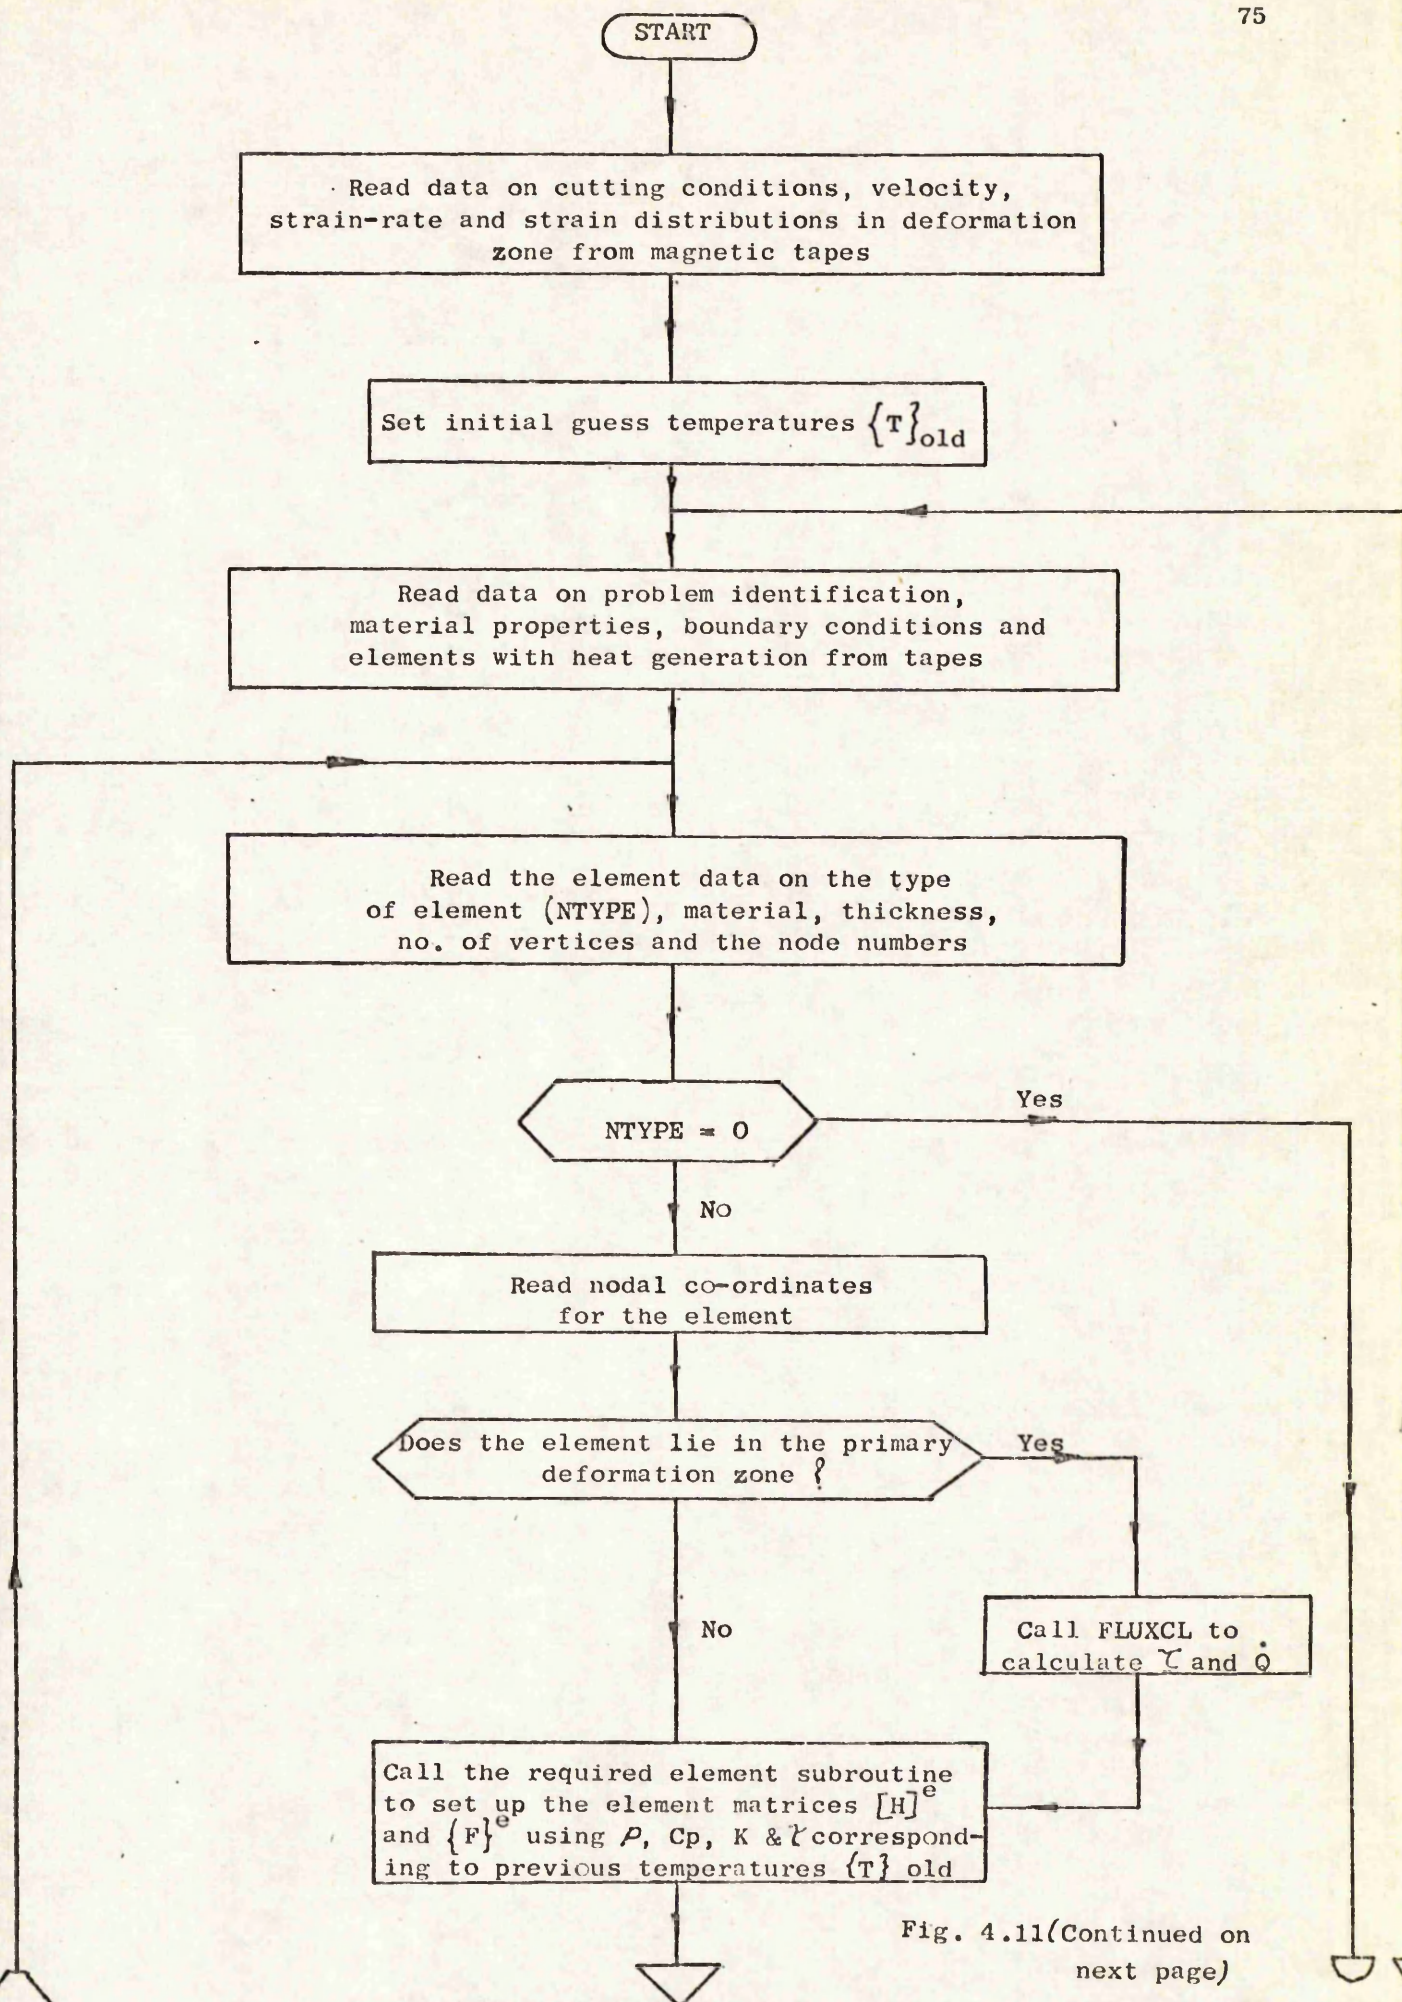 75
START
Read data on cutting conditions, velocity,
strain-rate and strain distributions in deformation
zone from magnetic tapes
Set initial guess temperatures {T}old
Read data on problem identification,
material properties, boundary conditions and
elements with heat generation from tapes
Read the element data on the type
of element (NTYPE), material, thickness,
no. of vertices and the node numbers
NTYPE = 0
Yes
No
Read nodal co-ordinates
for the element
Does the element lie in the primary
deformation zone ?
Yes
No
Call FLUXCL to
calculate τ and Q̇
Call the required element subroutine
to set up the element matrices [H]e
and {F}e using ρ, Cp, K & τ correspond-
ing to previous temperatures {T} old
Fig. 4.11(Continued on
next page)